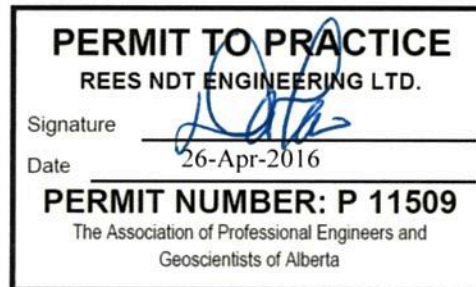 PERMIT TO PRACTICE
REES NDT ENGINEERING LTD.
Signature
Date 26-Apr-2016
PERMIT NUMBER: P 11509
The Association of Professional Engineers and
Geoscientists of Alberta